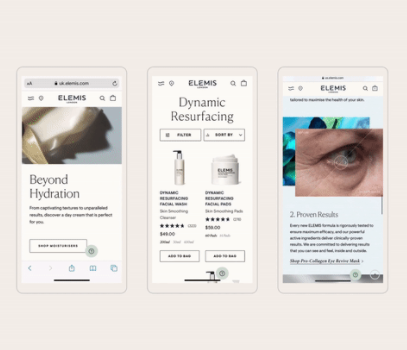 AA
uk.elemis.com
ELEMIS
LONDON
Beyond
Hydration
From captivating textures to unparalleled
results, discover a day cream that is perfect
for you.
SHOP MOISTURISERS
ELEMIS
LONDON
Dynamic
Resurfacing
FILTER
SORT BY
DYNAMIC
RESURFACING
FACIAL WASH
Skin Smoothing
Cleanser
$49.00
ADD TO BAG
DYNAMIC
RESURFACING
FACIAL PADS
Skin Smoothing Pads
ADD TO BAG
uk.elemis.com
ELEMIS
LONDON
tailored to maximise the health of your skin.
2. Proven Results
Every new ELEMIS formula is rigorously tested to
ensure maximum efficacy, and our powerful
active ingredients deliver clinically-proven
results. We are committed to delivering results
that you can see and feel, inside and outside.
Shop Pro-Collagen Eye Revive Mask